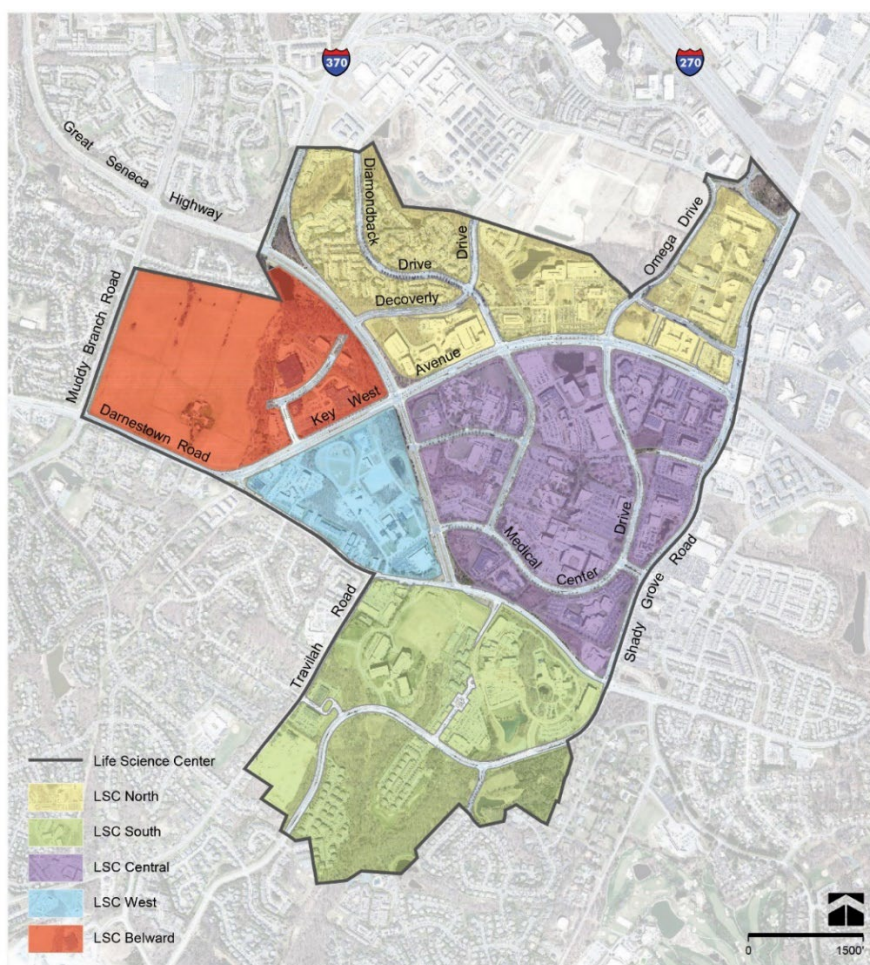 370
270
Great Seneca Highway
Diamondback
Drive
Drive
Omega Drive
Decoverly
Muddy Branch Road
Avenue
Key West
Darnestown Road
Medical
Center
Drive
Shady Grove Road
Travilah Road
Life Science Center
LSC North
LSC South
LSC Central
LSC West
LSC Belward
0 1500'